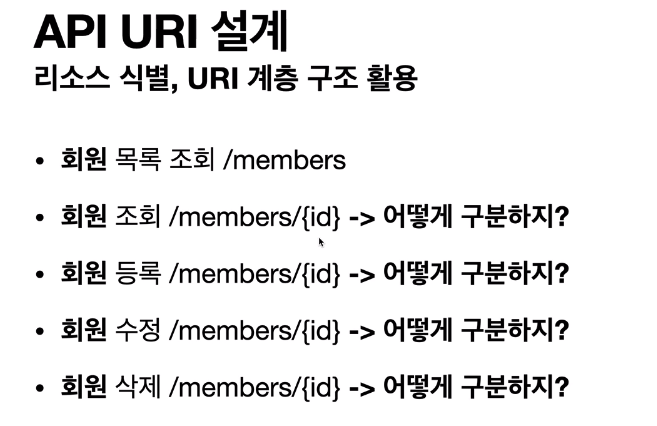 API URI 설계
리소스 식별, URI 계층 구조 활용
• 회원 목록 조회 /members
• 회원 조회 /members/{id} -> 어떻게 구분하지?
• 회원 등록 /members/{id} -> 어떻게 구분하지?
• 회원 수정 /members/{id} -> 어떻게 구분하지?
• 회원 삭제 /members/{id} -> 어떻게 구분하지?